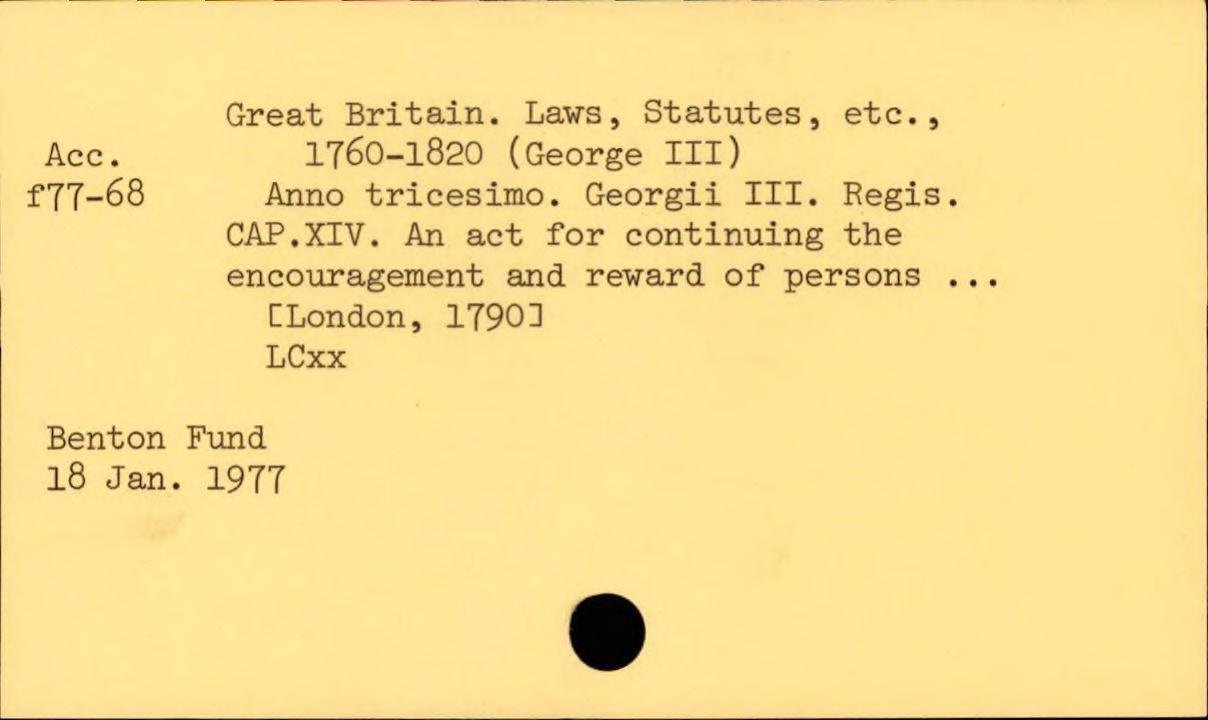 Great Britain. Laws, Statutes, etc.,
Acc. 1760-1820 (George III)
f77-68 Anno tricesimo. Georgii III. Regis.
CAP.XIV. An act for continuing the
encouragement and reward of persons ...
[London, 1790]
LCxx
Benton Fund
18 Jan. 1977